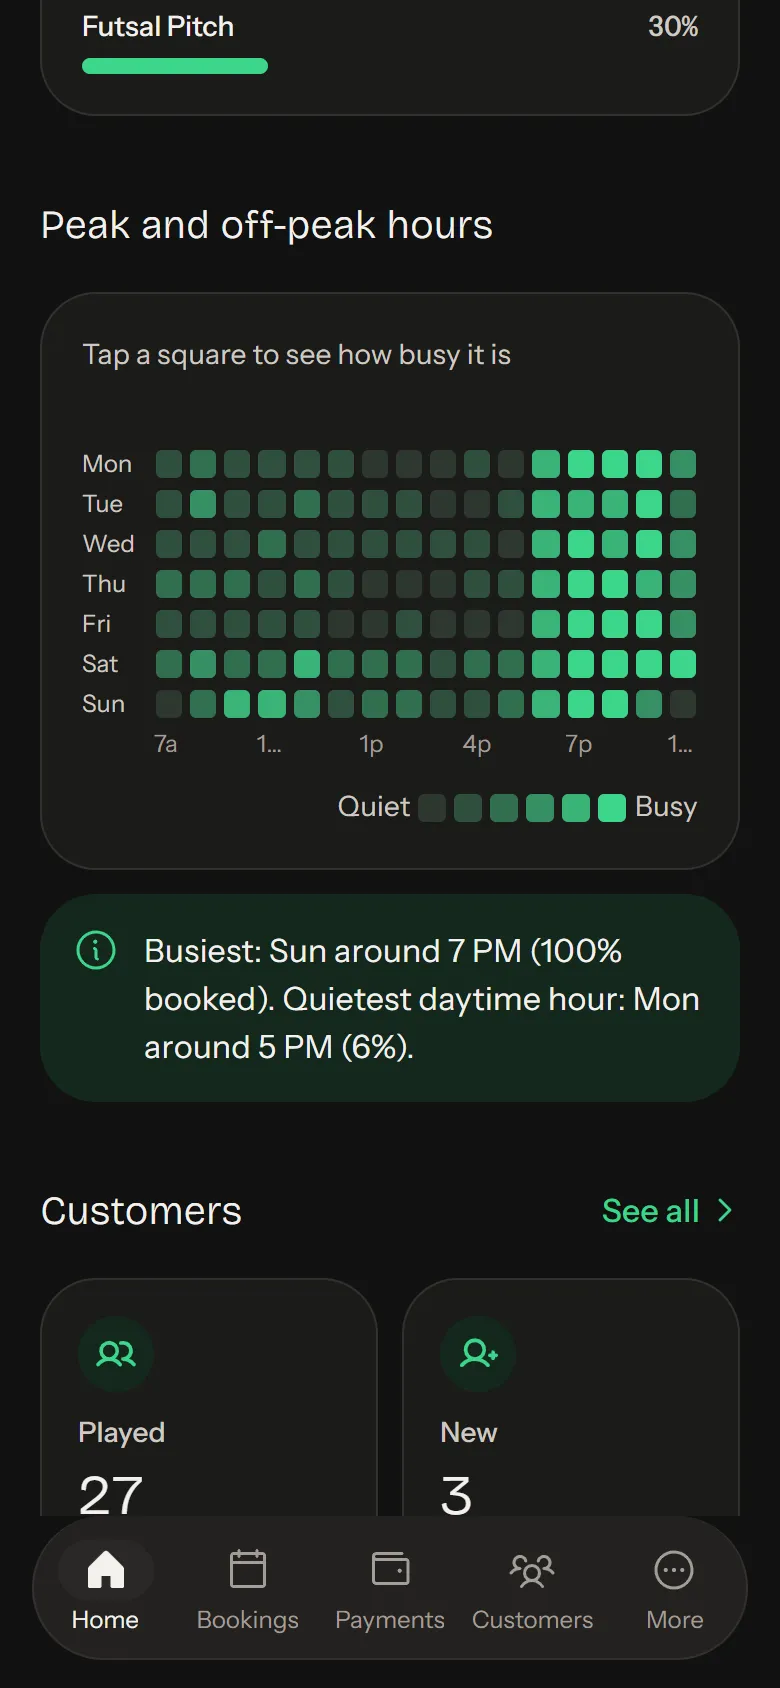 Futsal Pitch 30%
Peak and off-peak hours
Tap a square to see how busy it is
Mon
Tue
Wed
Thu
Fri
Sat
Sun
7a 1... 1p 4p 7p 1...
Quiet Busy
Busiest: Sun around 7 PM (100%
booked). Quietest daytime hour: Mon
around 5 PM (6%).
Customers See all
Played New
27 3
Home Bookings Payments Customers More